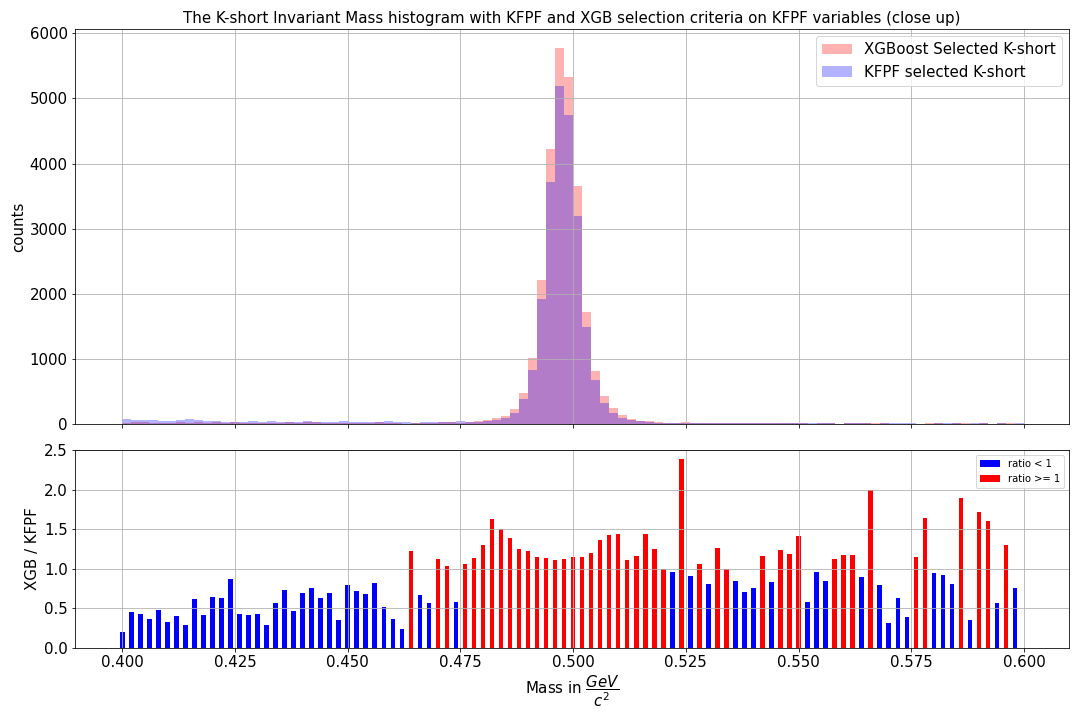 The K-short Invariant Mass histogram with KFPF and XGB selection criteria on KFPF variables (close up)
6000
5000
4000
3000
2000
1000
0
counts
XGBoost Selected K-short
KFPF selected K-short
2.5
2.0
1.5
1.0
0.5
0.0
XGB / KFPF
ratio < 1
ratio >= 1
0.400 0.425 0.450 0.475 0.500 0.525 0.550 0.575 0.600
Mass in GeV/c²